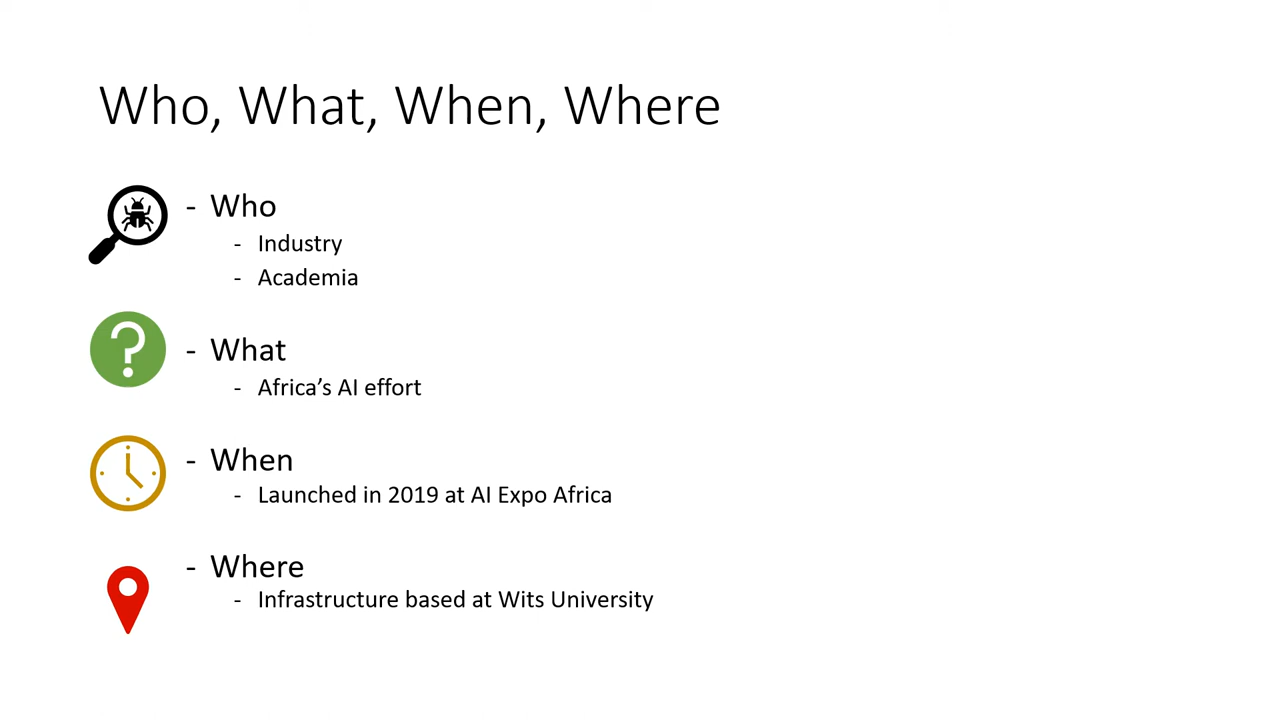 Who, What, When, Where
- Who
- Industry
- Academia
- What
- Africa’s AI effort
- When
- Launched in 2019 at AI Expo Africa
- Where
- Infrastructure based at Wits University